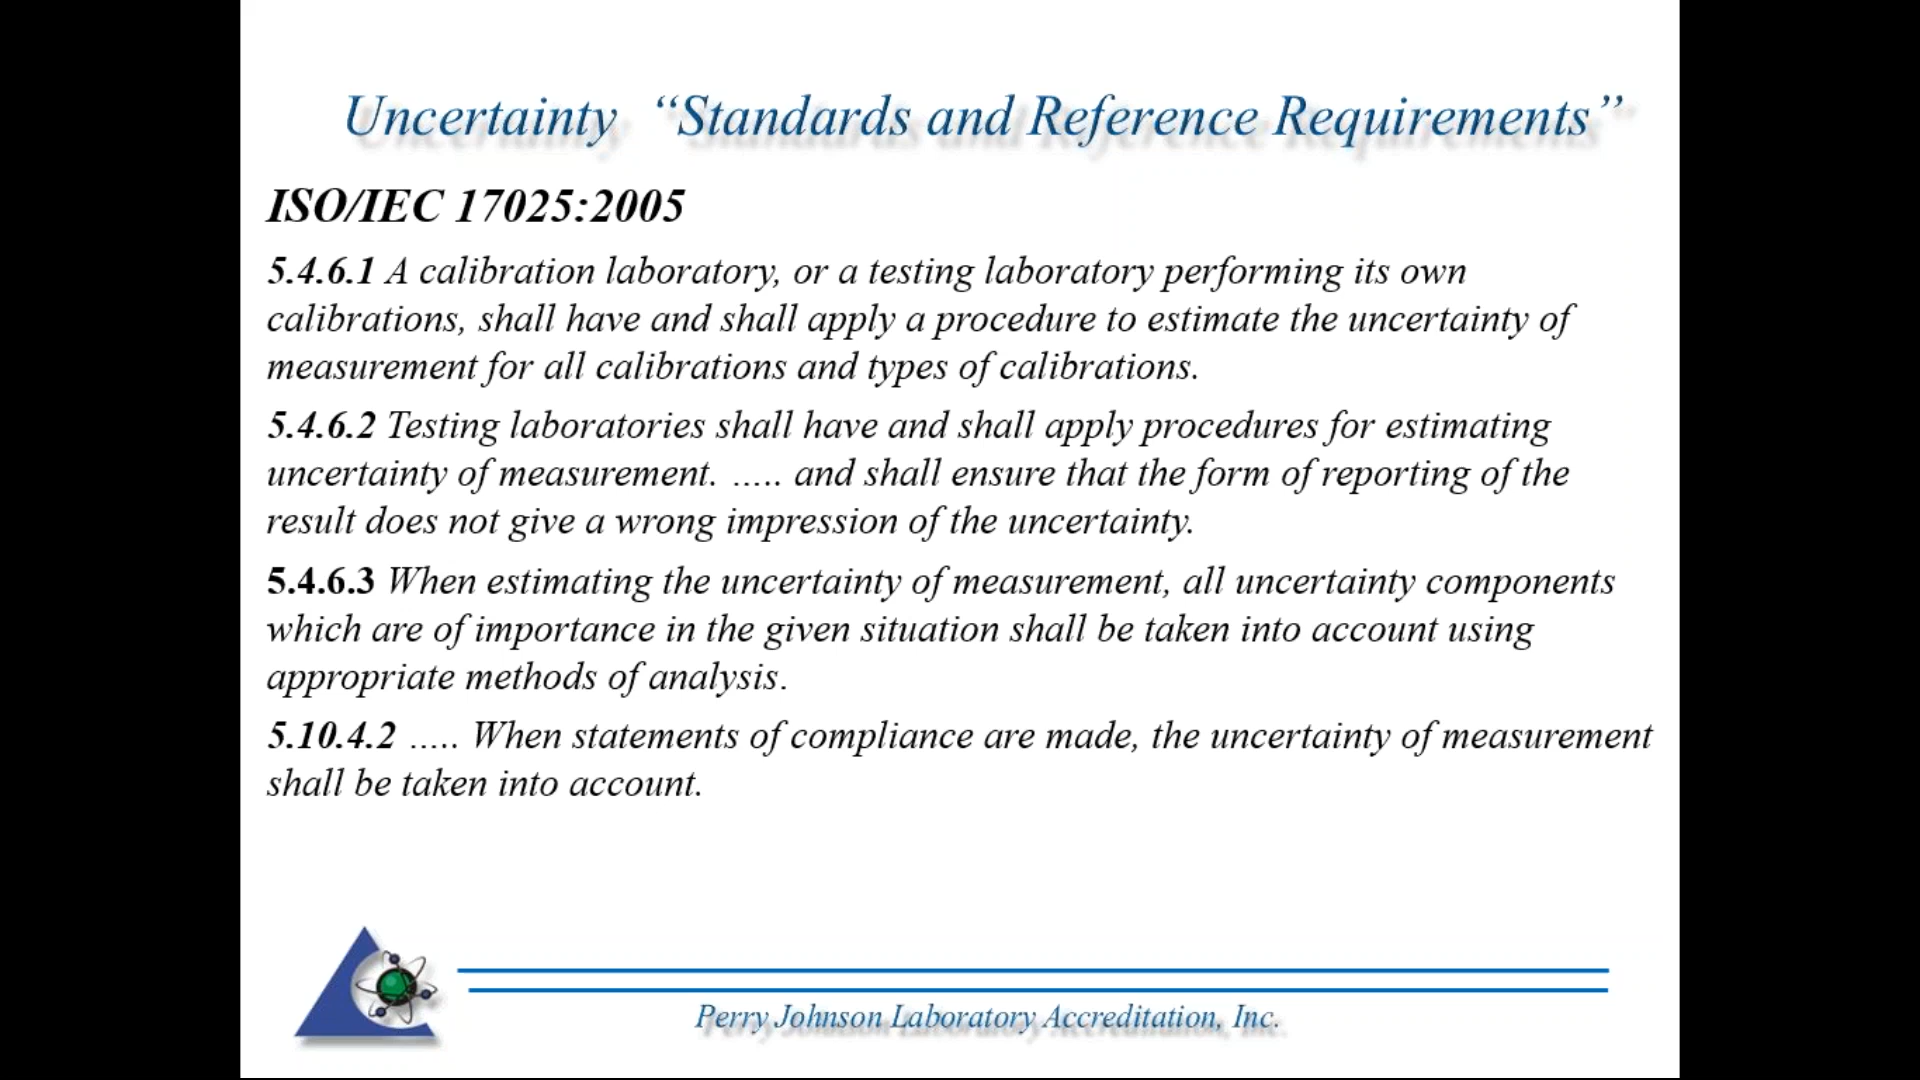 Uncertainty “Standards and Reference Requirements”
ISO/IEC 17025:2005
5.4.6.1 A calibration laboratory, or a testing laboratory performing its own
calibrations, shall have and shall apply a procedure to estimate the uncertainty of
measurement for all calibrations and types of calibrations.
5.4.6.2 Testing laboratories shall have and shall apply procedures for estimating
uncertainty of measurement. ..... and shall ensure that the form of reporting of the
result does not give a wrong impression of the uncertainty.
5.4.6.3 When estimating the uncertainty of measurement, all uncertainty components
which are of importance in the given situation shall be taken into account using
appropriate methods of analysis.
5.10.4.2 ..... When statements of compliance are made, the uncertainty of measurement
shall be taken into account.
Perry Johnson Laboratory Accreditation, Inc.